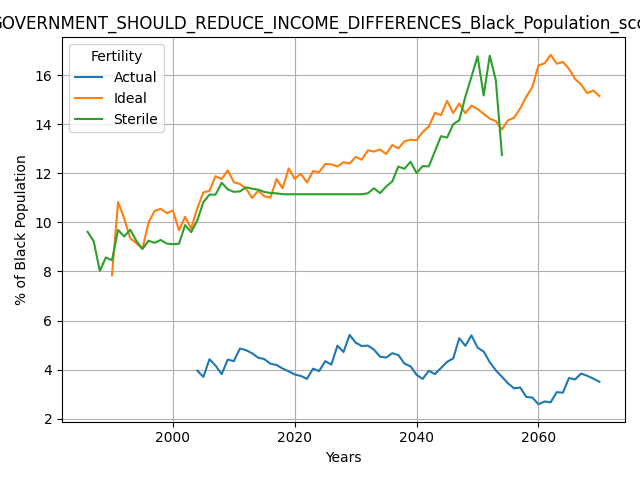 GOVERNMENT_SHOULD_REDUCE_INCOME_DIFFERENCES_Black_Population_sco
Fertility
Actual
Ideal
Sterile
% of Black Population
16
14
12
10
8
6
4
2
2000 2020 2040 2060
Years